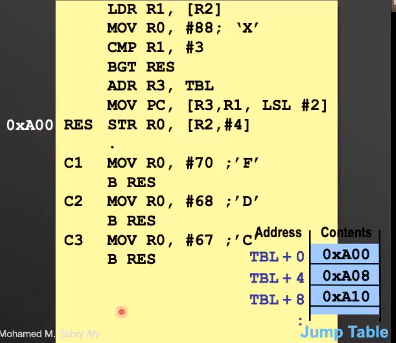 LDR R1, [R2]
MOV R0, #88; 'X'
CMP R1, #3
BGT RES
ADR R3, TBL
MOV PC, [R3,R1, LSL #2]
0xA00 RES STR R0, [R2,#4]
.
C1 MOV R0, #70 ;'F'
B RES
C2 MOV R0, #68 ;'D'
B RES
C3 MOV R0, #67 ;'C'
B RES
Address Contents
TBL + 0 0xA00
TBL + 4 0xA08
TBL + 8 0xA10
:
Jump Table
Mohamed M. Sabry Aly